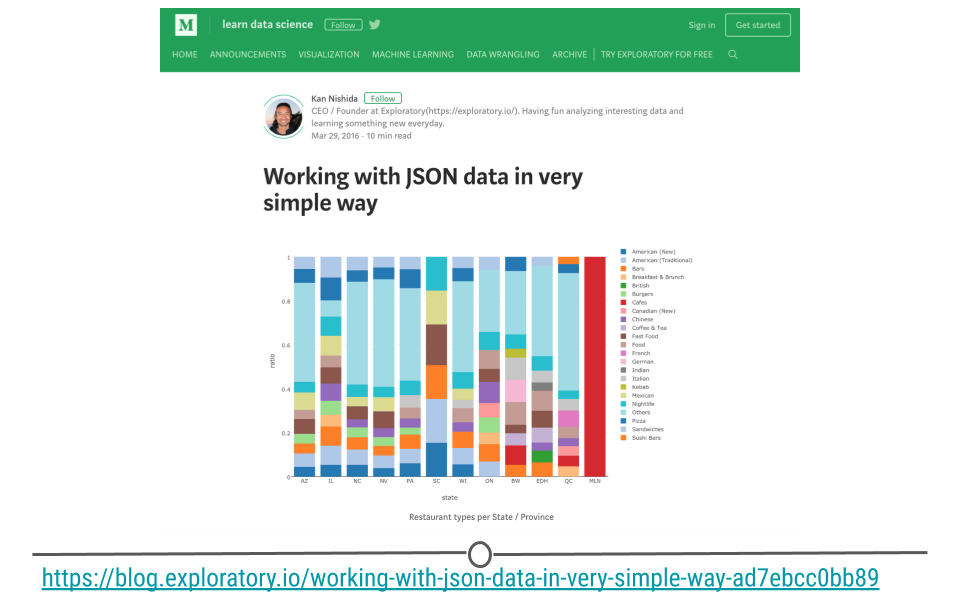 M
learn data science Follow
Sign in Get started
HOME ANNOUNCEMENTS VISUALIZATION MACHINE LEARNING DATA WRANGLING ARCHIVE TRY EXPLORATORY FOR FREE
Kan Nishida Follow
CEO / Founder at Exploratory(https://exploratory.io/). Having fun analyzing interesting data and
learning something new everyday.
Mar 29, 2016 · 10 min read
Working with JSON data in very
simple way
1
0.8
0.6
0.4
0.2
0
ratio
AZ IL NC NV PA SC WI ON BW EDH QC MLN
state
American (New)
American (Traditional)
Bars
Breakfast & Brunch
British
Burgers
Cafes
Canadian (New)
Chinese
Coffee & Tea
Fast Food
Food
French
German
Indian
Italian
Kebab
Mexican
Nightlife
Others
Pizza
Sandwiches
Sushi Bars
Restaurant types per State / Province
https://blog.exploratory.io/working-with-json-data-in-very-simple-way-ad7ebcc0bb89